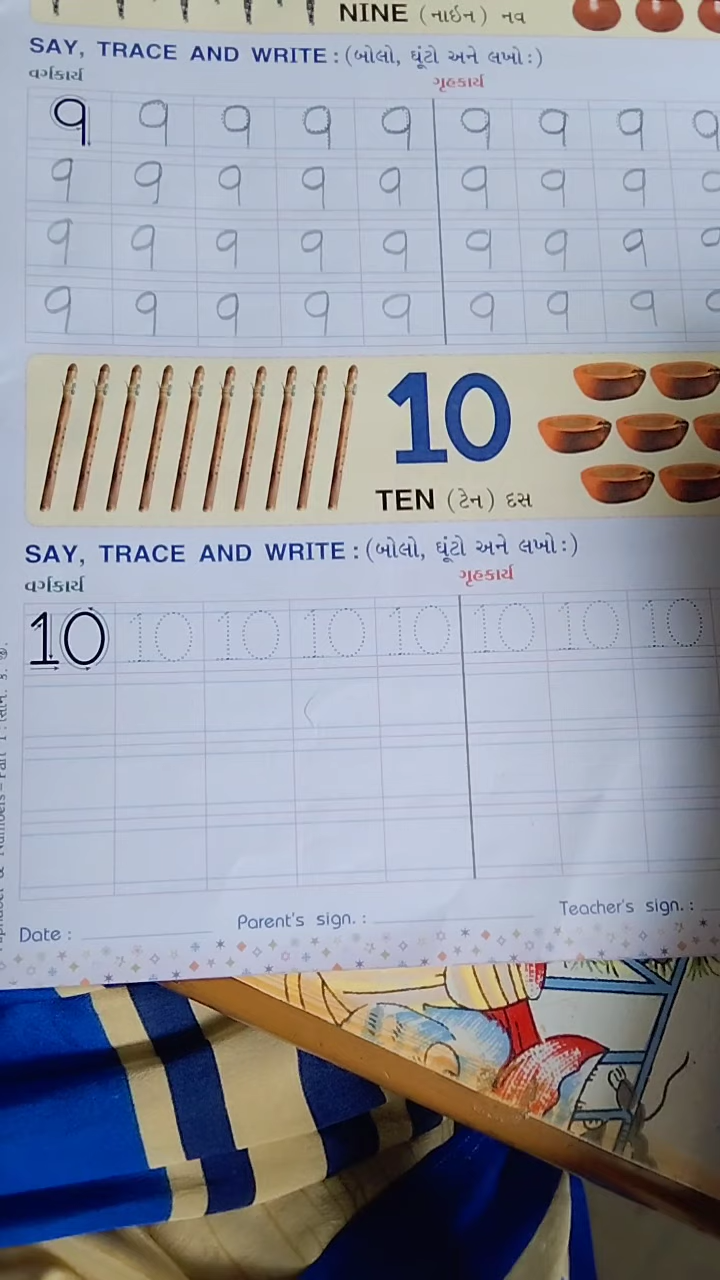 NINE (નાઇન) નવ
SAY, TRACE AND WRITE : (બોલો, ઘૂંટો અને લખો :)
વર્ગકાર્ય ગૃહકાર્ય
9 9 9 9 9 9 9 9 9
9 9 9 9 9 9 9 9 9
9 9 9 9 9 9 9 9 9
9 9 9 9 9 9 9 9 9
10
TEN (ટેન) દસ
SAY, TRACE AND WRITE : (બોલો, ઘૂંટો અને લખો :)
વર્ગકાર્ય ગૃહકાર્ય
10 10 10 10 10 10 10 10
Date : Parent's sign. : Teacher's sign. :